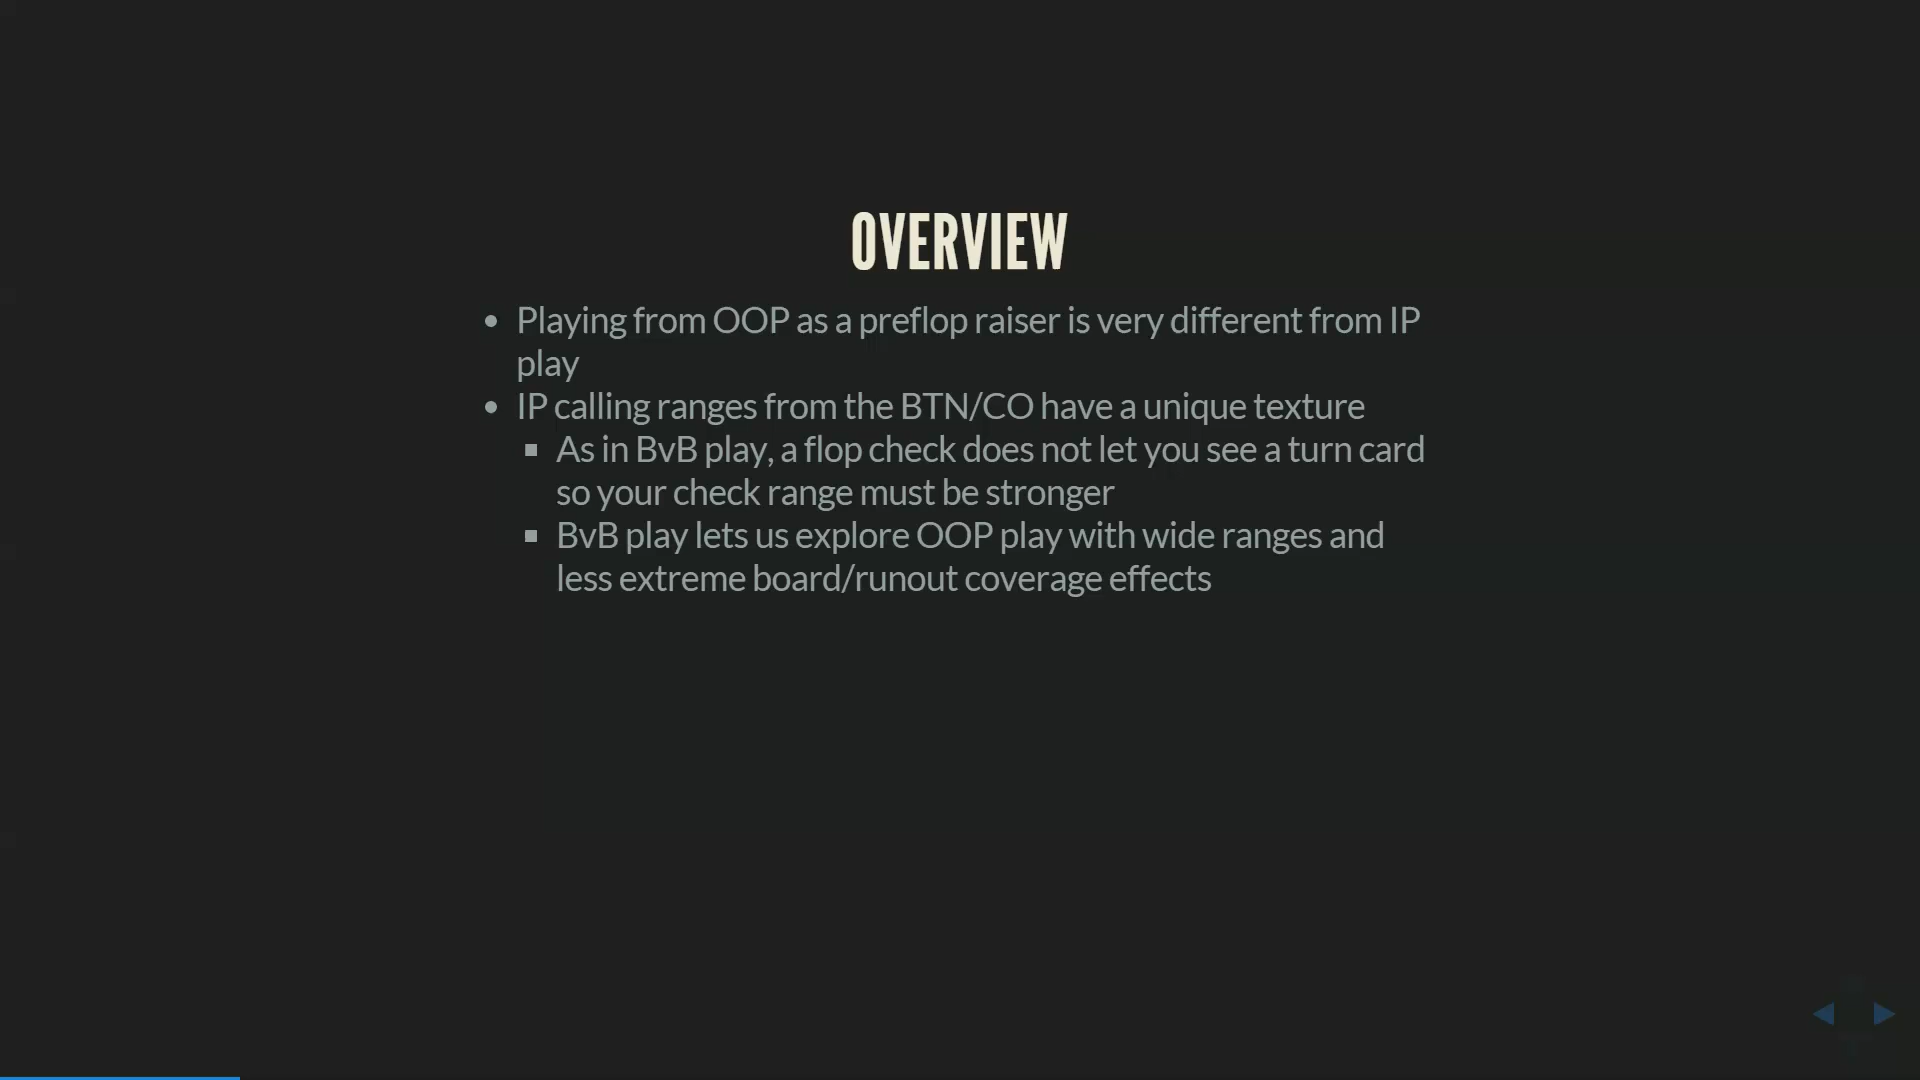 OVERVIEW
Playing from OOP as a preflop raiser is very different from IP
play
IP calling ranges from the BTN/CO have a unique texture
As in BvB play, a flop check does not let you see a turn card
so your check range must be stronger
BvB play lets us explore OOP play with wide ranges and
less extreme board/runout coverage effects